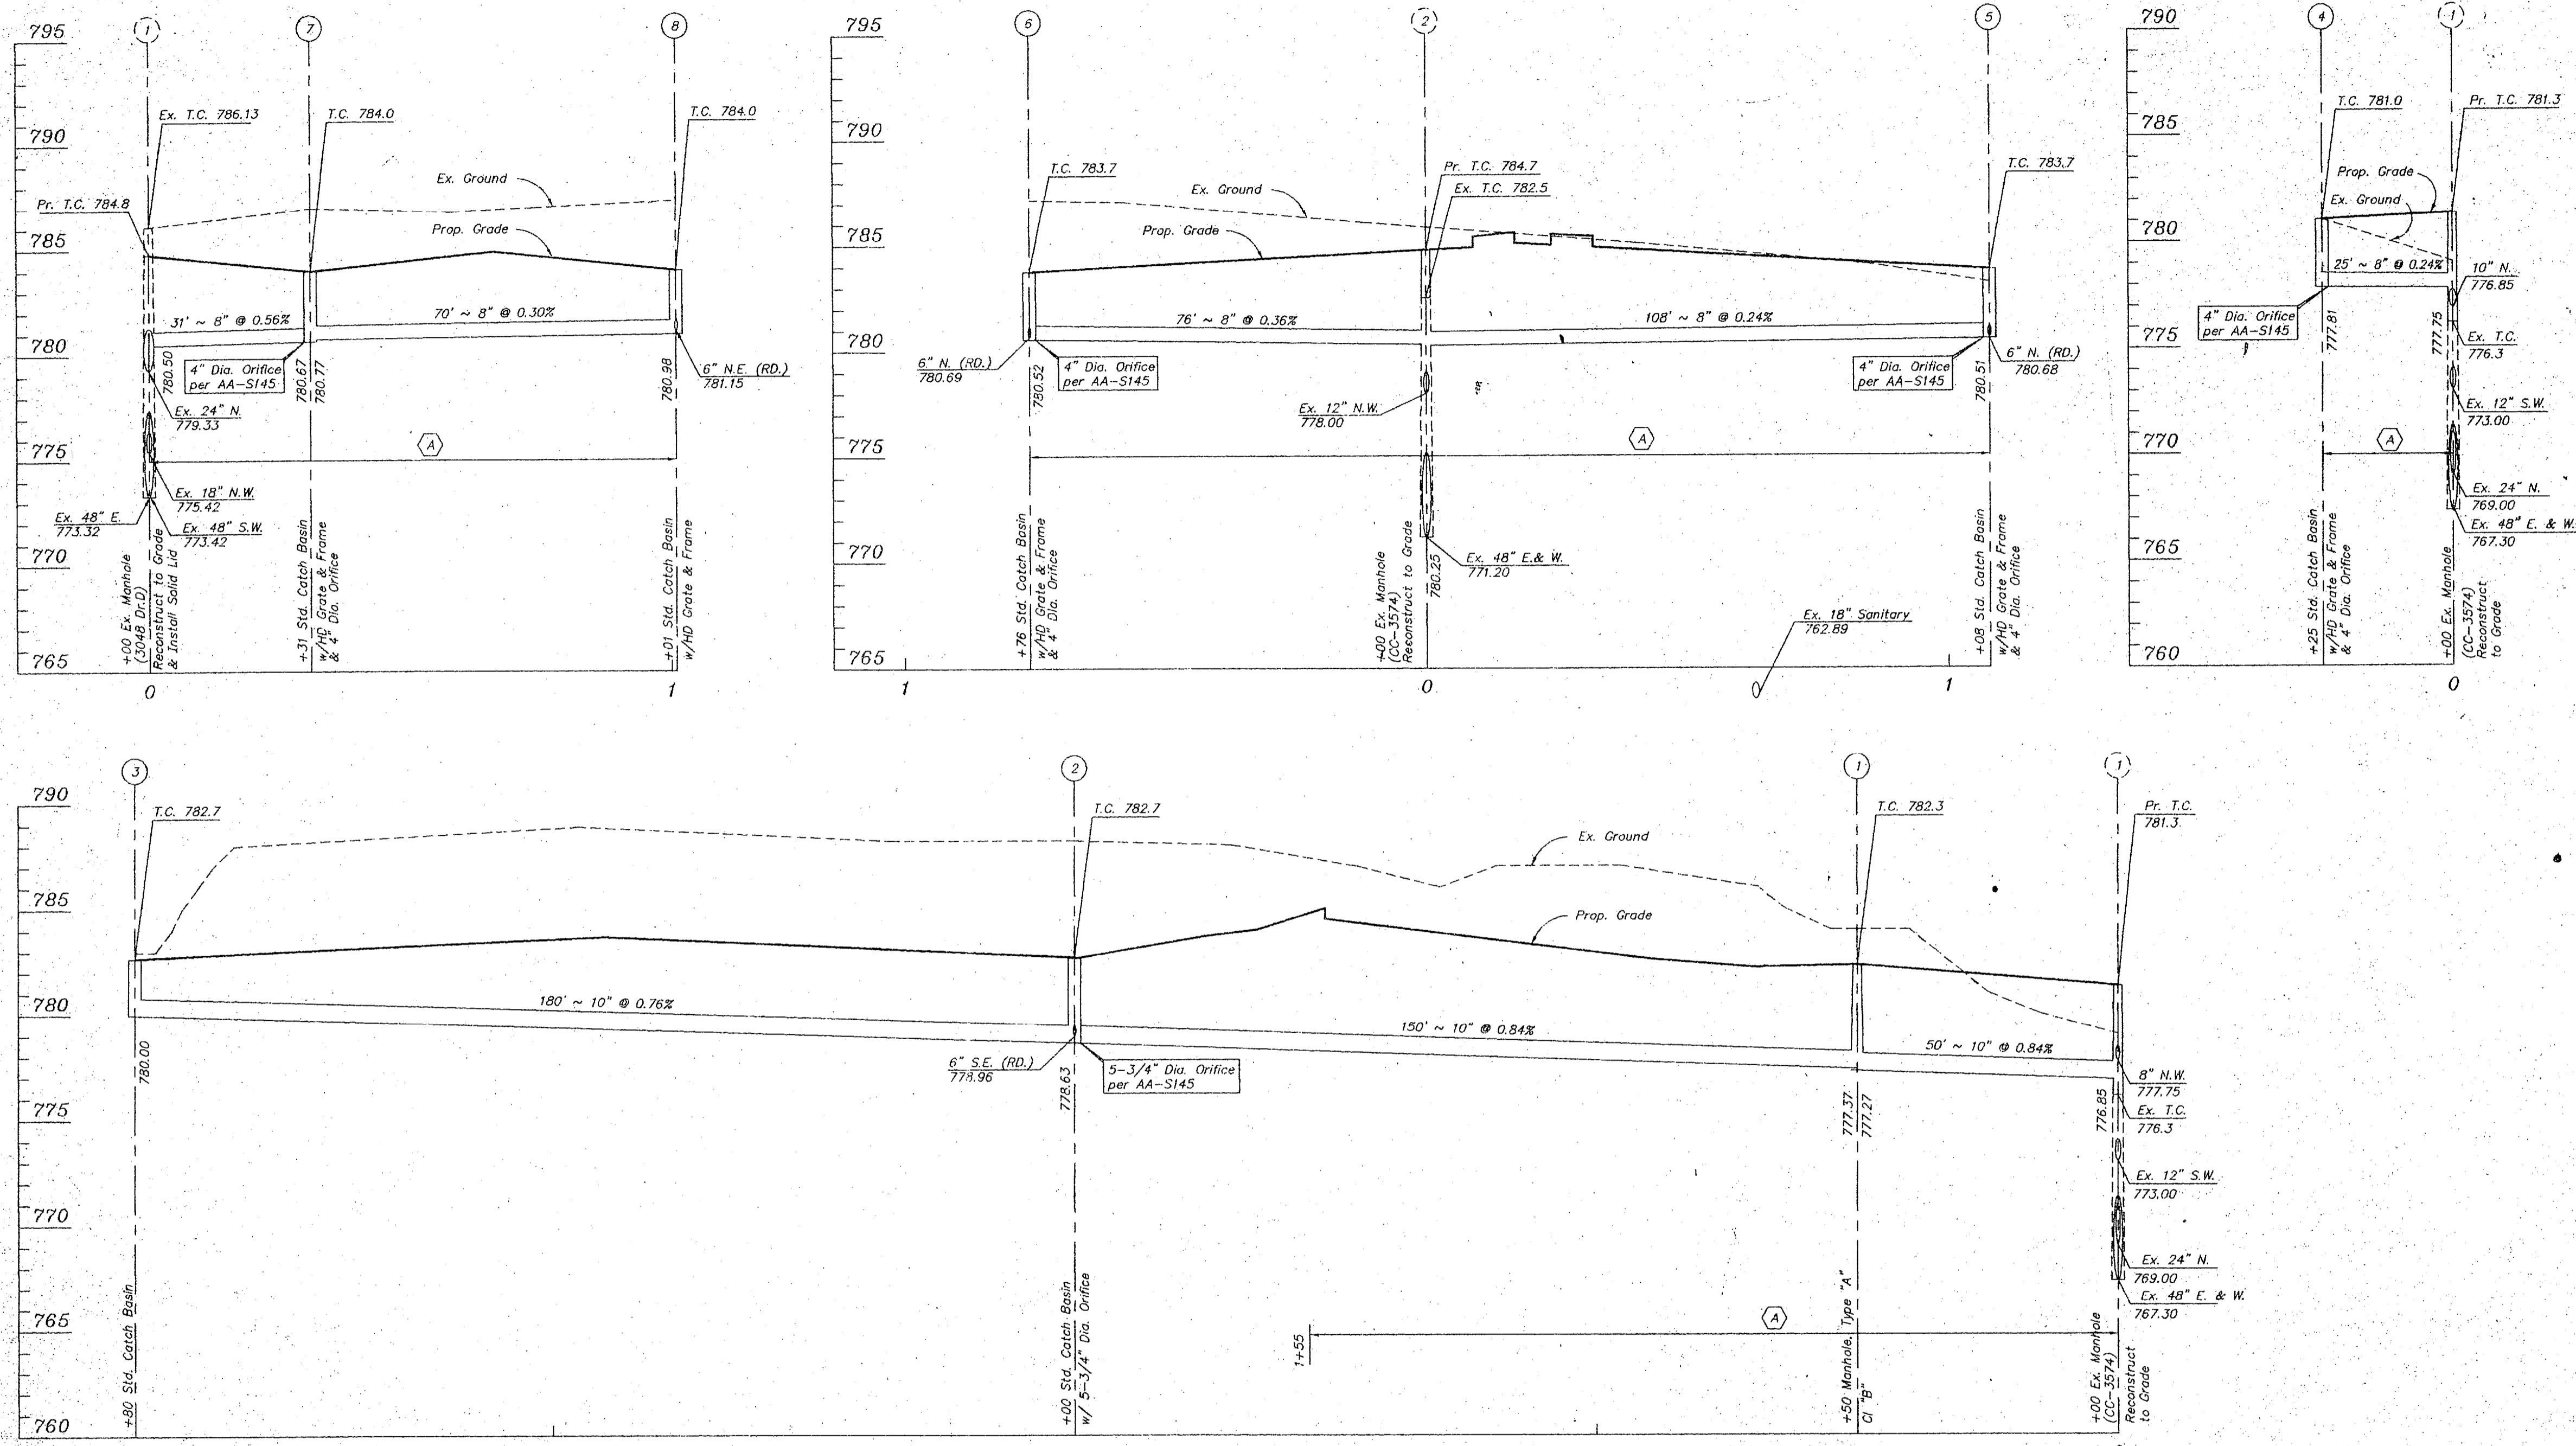 1
7
8
795
790
785
780
775
770
765
Ex. T.C. 786.13
T.C. 784.0
T.C. 784.0
Pr. T.C. 784.8
Ex. Ground
Prop. Grade
31' ~ 8" @ 0.56%
70' ~ 8" @ 0.30%
780.50
4" Dia. Orifice
per AA-S145
780.67
780.77
780.98
6" N.E. (RD.)
781.15
Ex. 24" N.
779.33
A
Ex. 18" N.W.
775.42
Ex. 48" E.
773.32
Ex. 48" S.W.
773.42
+00 Ex. Manhole
(3048 Dr.D)
Reconstruct to Grade
& Install Solid Lid
+31 Std. Catch Basin
w/HD Grate & Frame
& 4" Dia. Orifice
+01 Std. Catch Basin
w/HD Grate & Frame
0
1
6
2
5
795
790
785
780
775
770
765
T.C. 783.7
Pr. T.C. 784.7
Ex. T.C. 782.5
T.C. 783.7
Ex. Ground
Prop. Grade
76' ~ 8" @ 0.36%
108' ~ 8" @ 0.24%
6" N. (RD.)
780.69
780.52
4" Dia. Orifice
per AA-S145
4" Dia. Orifice
per AA-S145
6" N. (RD.)
780.68
780.51
Ex. 12" N.W.
778.00
A
Ex. 48" E.& W.
771.20
780.25
Ex. 18" Sanitary
762.89
+76 Std. Catch Basin
w/HD Grate & Frame
& 4" Dia. Orifice
+00 Ex. Manhole
(CC-3574)
Reconstruct to Grade
+08 Std. Catch Basin
w/HD Grate & Frame
& 4" Dia. Orifice
1
0
1
4
1
790
785
780
775
770
765
760
T.C. 781.0
Pr. T.C. 781.3
Prop. Grade
Ex. Ground
25' ~ 8" @ 0.24%
10" N.
776.85
4" Dia. Orifice
per AA-S145
777.81
777.75
Ex. T.C.
776.3
Ex. 12" S.W.
773.00
A
Ex. 24" N.
769.00
Ex. 48" E. & W.
767.30
+25 Std. Catch Basin
w/HD Grate & Frame
& 4" Dia. Orifice
+00 Ex. Manhole
(CC-3574)
Reconstruct
to Grade
0
3
2
1
1
790
785
780
775
770
765
760
T.C. 782.7
T.C. 782.7
T.C. 782.3
Pr. T.C.
781.3
Ex. Ground
Prop. Grade
180' ~ 10" @ 0.76%
150' ~ 10" @ 0.84%
50' ~ 10" @ 0.84%
780.00
6" S.E. (RD.)
778.96
778.63
5-3/4" Dia. Orifice
per AA-S145
777.37
777.27
776.85
8" N.W.
777.75
Ex. T.C.
776.3
Ex. 12" S.W.
773.00
Ex. 24" N.
769.00
Ex. 48" E. & W.
767.30
1+55
A
+80 Std. Catch Basin
+00 Std. Catch Basin
w/ 5-3/4" Dia. Orifice
+50 Manhole, Type "A"
Cl "B"
+00 Ex. Manhole
(CC-3574)
Reconstruct
to Grade